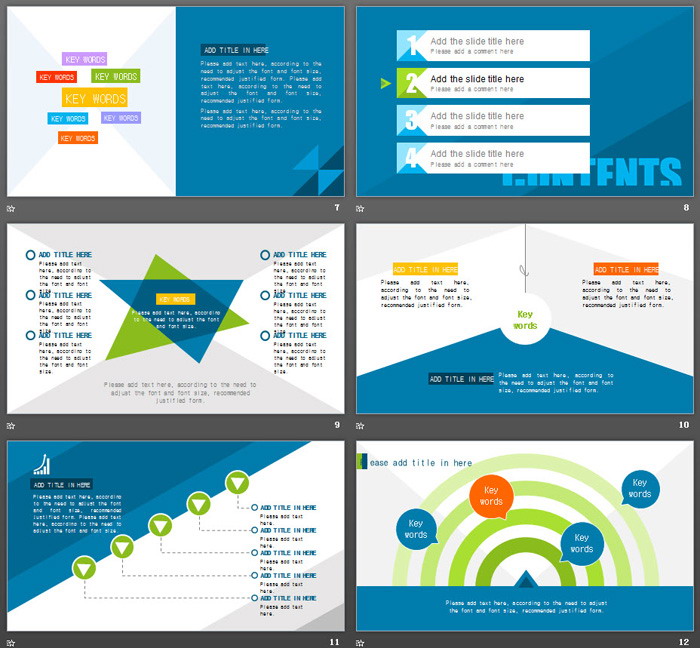 KEY WORDS
KEY WORDS
KEY WORDS
KEY WORDS
KEY WORDS
KEY WORDS
KEY WORDS
ADD TITLE IN HERE
Please add text here, according to the
need to adjust the font and font size,
recommended justified form. Please
add text here, according to the need to
adjust the font and font size,
recommended justified form.
Please add text here, according to the
need to adjust the font and font size,
recommended justified form.
7
1
Add the slide title here
Please add a comment here
2
Add the slide title here
Please add a comment here
3
Add the slide title here
Please add a comment here
4
Add the slide title here
Please add a comment here
CONTENTS
8
ADD TITLE HERE
Please add text
here, according to
the need to adjust
the font and font
size.
ADD TITLE HERE
Please add text
here, according to
the need to adjust
the font and font
size.
ADD TITLE HERE
Please add text
here, according to
the need to adjust
the font and font
size.
KEY WORDS
Please add text here, according
to the need to adjust the font
and font size.
ADD TITLE HERE
Please add text
here, according to
the need to adjust
the font and font
size.
ADD TITLE HERE
Please add text
here, according to
the need to adjust
the font and font
size.
ADD TITLE HERE
Please add text
here, according to
the need to adjust
the font and font
size.
Please add text here, according to the need to
adjust the font and font size, recommended
justified form.
9
ADD TITLE IN HERE
Please add text here,
according to the need to
adjust the font and font
size, recommended
justified form.
Key
words
ADD TITLE IN HERE
Please add text here,
according to the need to
adjust the font and font
size, recommended
justified form.
ADD TITLE IN HERE
Please add text here, according to
the need to adjust the font and
font size, recommended justified
form.
10
ADD TITLE IN HERE
Please add text here, according to the
need to adjust the font and font size,
recommended justified form. Please
add text here, according to the need to
adjust the font and font size,
recommended justified form.
ADD TITLE IN HERE
Please add text
here.
ADD TITLE IN HERE
Please add text
here.
ADD TITLE IN HERE
Please add text
here.
ADD TITLE IN HERE
Please add text
here.
ADD TITLE IN HERE
Please add text
here.
11
ease add title in here
Key
words
Key
words
Key
words
Key
words
Please add text here, according to the need to adjust
the font and font size, recommended justified form.
12